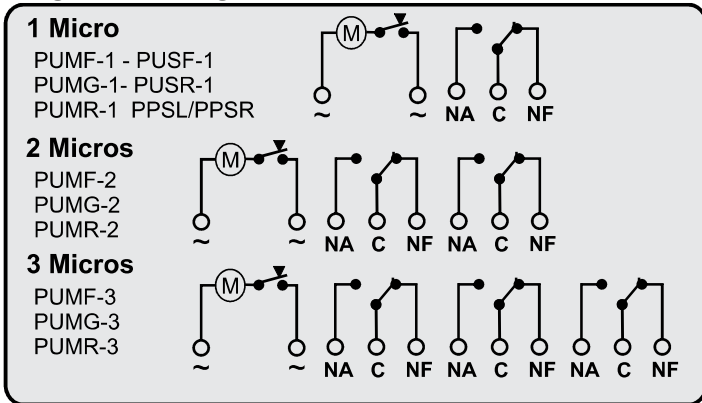 1 Micro
PUMF-1 - PUSF-1
PUMG-1- PUSR-1
PUMR-1 PPSL/PPSR
M
~ ~ NA C NF
2 Micros
PUMF-2
PUMG-2
PUMR-2
M
~ ~ NA C NF NA C NF
3 Micros
PUMF-3
PUMG-3
PUMR-3
M
~ ~ NA C NF NA C NF NA C NF